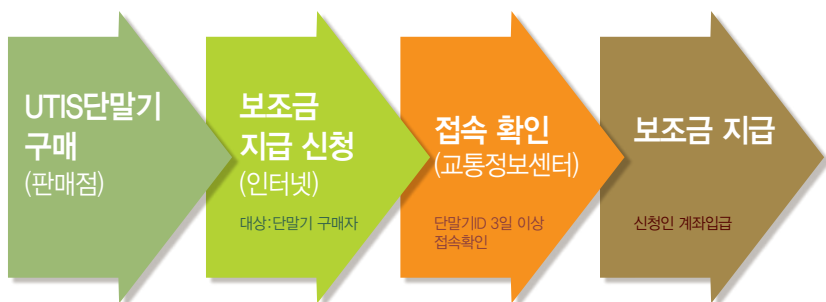 UTIS단말기
구매
(판매점)
보조금
지급 신청
(인터넷)
대상:단말기 구매자
접속 확인
(교통정보센터)
단말기ID 3일 이상
접속확인
보조금 지급
신청인 계좌입급